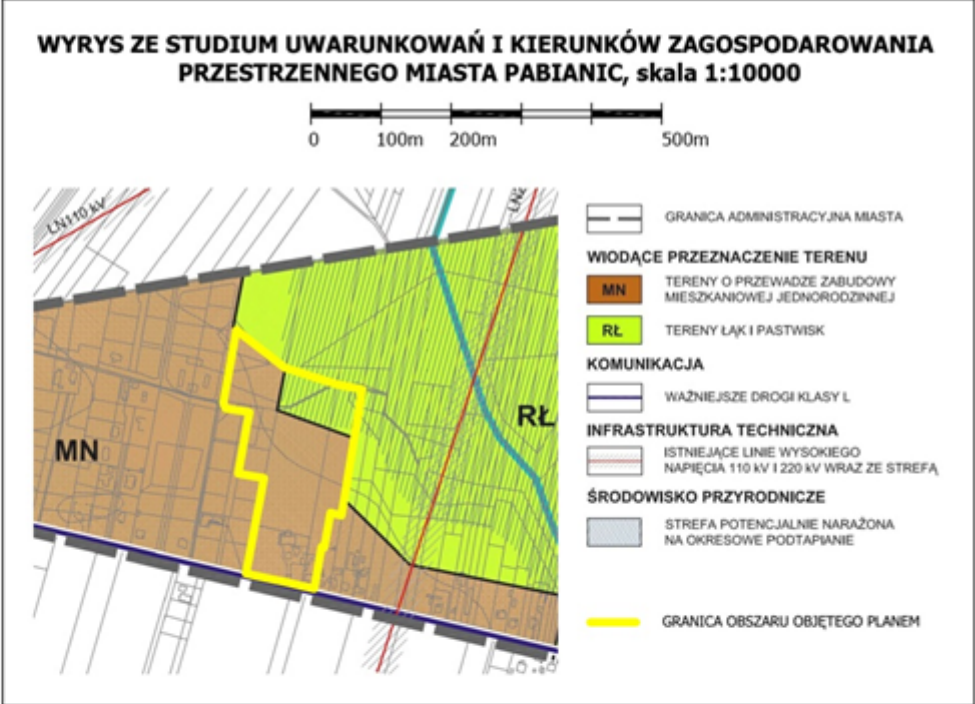 WYRYS ZE STUDIUM UWARUNKOWAŃ I KIERUNKÓW ZAGOSPODAROWANIA
PRZESTRZENNEGO MIASTA PABIANIC, skala 1:10000
0 100m 200m 500m
LN110 kV
MN
RŁ
GRANICA ADMINISTRACYJNA MIASTA
WIODĄCE PRZEZNACZENIE TERENU
MN TERENY O PRZEWADZE ZABUDOWY
MIESZKANIOWEJ JEDNORODZINNEJ
RŁ TERENY ŁĄK I PASTWISK
KOMUNIKACJA
WAŻNIEJSZE DROGI KLASY L
INFRASTRUKTURA TECHNICZNA
ISTNIEJĄCE LINIE WYSOKIEGO
NAPIĘCIA 110 kV I 220 kV WRAZ ZE STREFĄ
ŚRODOWISKO PRZYRODNICZE
STREFA POTENCJALNIE NARAŻONA
NA OKRESOWE PODTAPIANIE
GRANICA OBSZARU OBJĘTEGO PLANEM